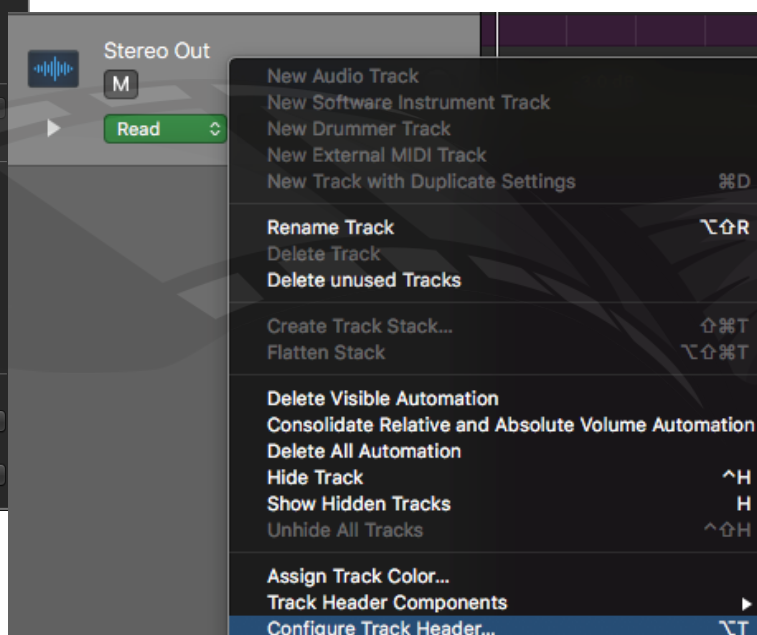 Stereo Out
M
Read
New Audio Track
New Software Instrument Track
New Drummer Track
New External MIDI Track
New Track with Duplicate Settings ⌘D
Rename Track ⌥⇧R
Delete Track
Delete unused Tracks
Create Track Stack... ⇧⌘T
Flatten Stack ⌥⇧⌘T
Delete Visible Automation
Consolidate Relative and Absolute Volume Automation
Delete All Automation
Hide Track ^H
Show Hidden Tracks H
Unhide All Tracks ^⇧H
Assign Track Color...
Track Header Components
Configure Track Header... ⌥T